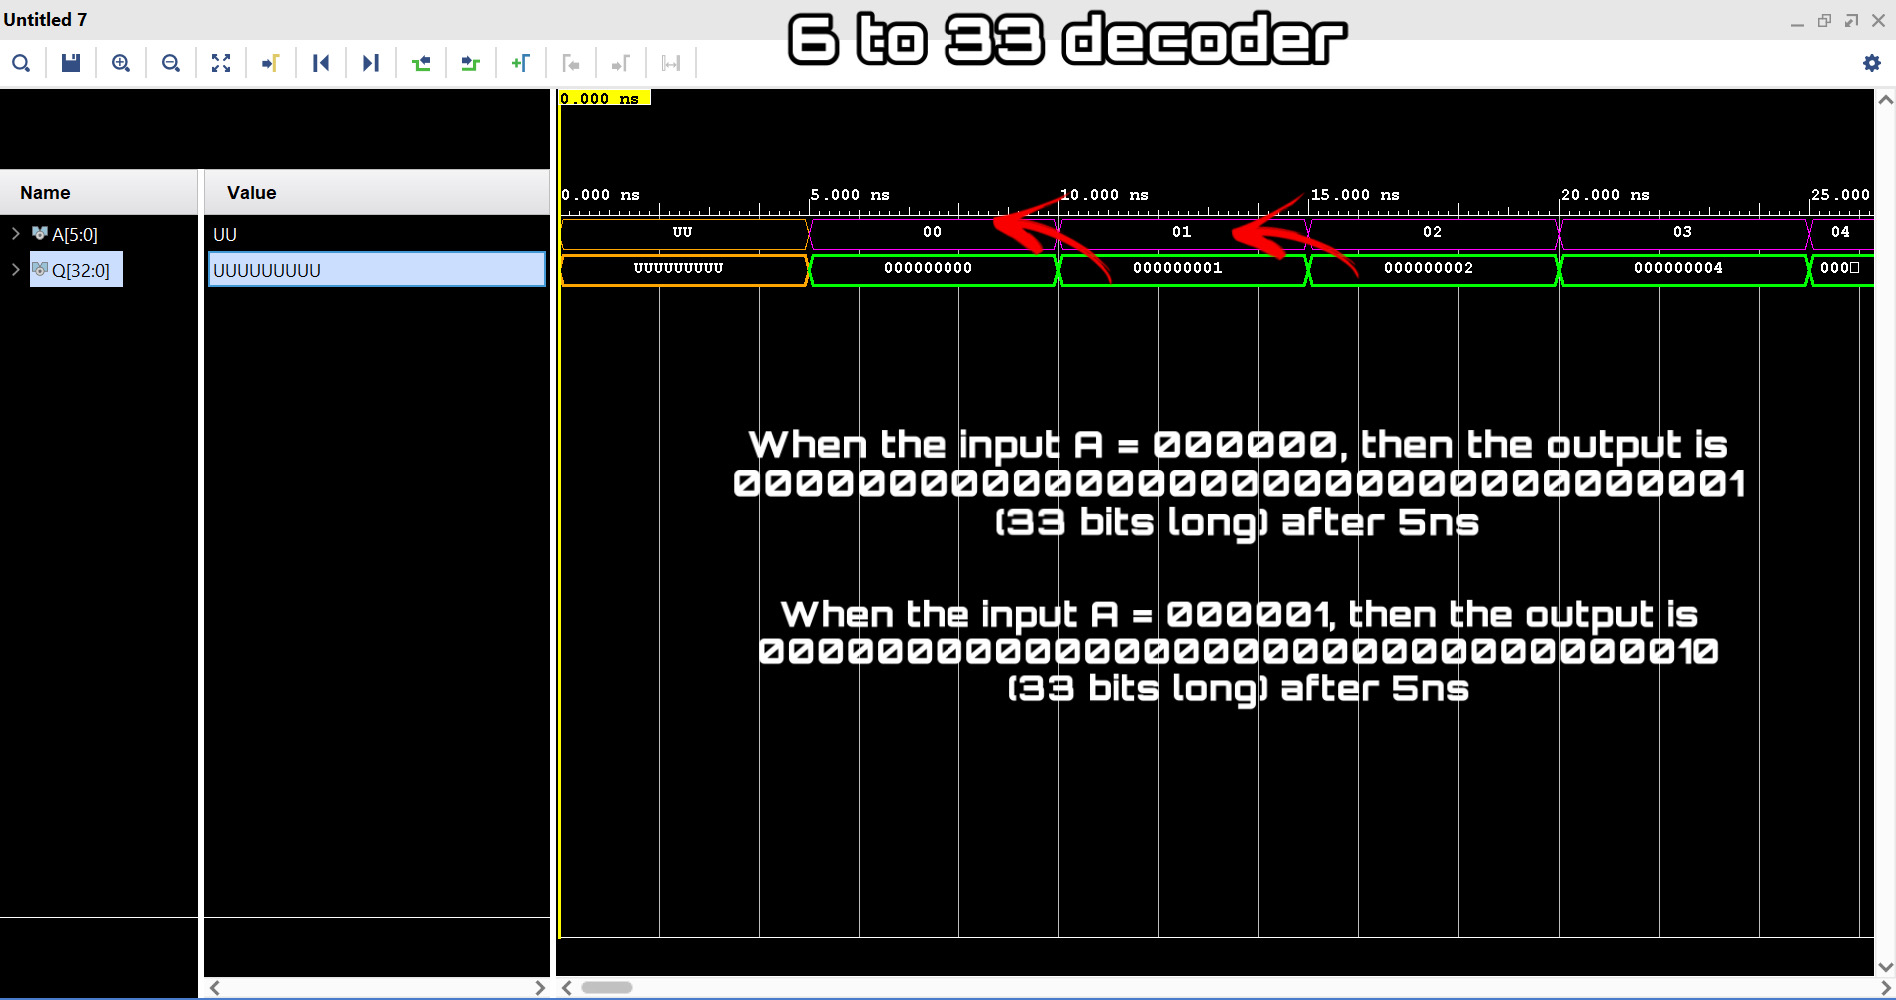 Untitled 7
6 to 33 decoder
0.000 ns
Name
Value
0.000 ns 5.000 ns 10.000 ns 15.000 ns 20.000 ns 25.000
A[5:0] UU UU 00 01 02 03 04
Q[32:0] UUUUUUUUU UUUUUUUUU 000000000 000000001 000000002 000000004 000
When the input A = 000000, then the output is
000000000000000000000000000000001
(33 bits long) after 5ns
When the input A = 000001, then the output is
000000000000000000000000000000010
(33 bits long) after 5ns